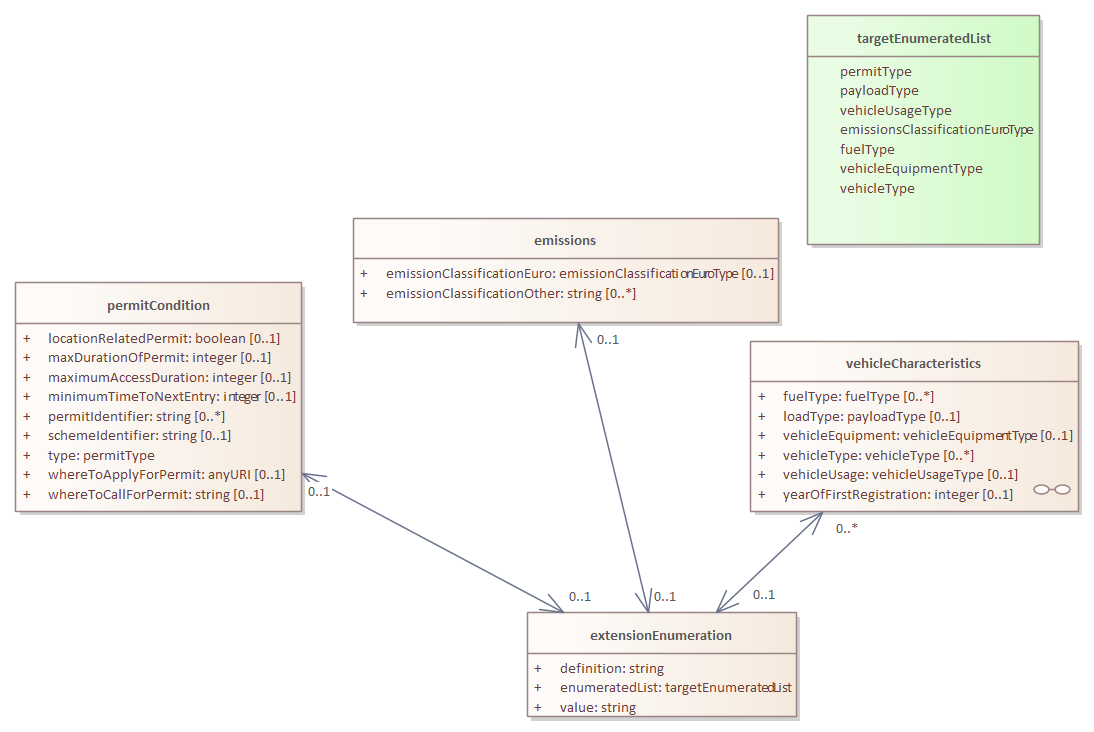 targetEnumeratedList
permitType
payloadType
vehicleUsageType
emissionsClassificationEuroType
fuelType
vehicleEquipmentType
vehicleType
emissions
+ emissionClassificationEuro: emissionClassificationEuroType [0..1]
+ emissionClassificationOther: string [0..*]
0..1
permitCondition
+ locationRelatedPermit: boolean [0..1]
+ maxDurationOfPermit: integer [0..1]
+ maximumAccessDuration: integer [0..1]
+ minimumTimeToNextEntry: integer [0..1]
+ permitIdentifier: string [0..*]
+ schemeIdentifier: string [0..1]
+ type: permitType
+ whereToApplyForPermit: anyURI [0..1]
+ whereToCallForPermit: string [0..1]
0..1
vehicleCharacteristics
+ fuelType: fuelType [0..*]
+ loadType: payloadType [0..1]
+ vehicleEquipment: vehicleEquipmentType [0..1]
+ vehicleType: vehicleType [0..*]
+ vehicleUsage: vehicleUsageType [0..1]
+ yearOfFirstRegistration: integer [0..1]
0..*
0..1
0..1
0..1
extensionEnumeration
+ definition: string
+ enumeratedList: targetEnumeratedList
+ value: string